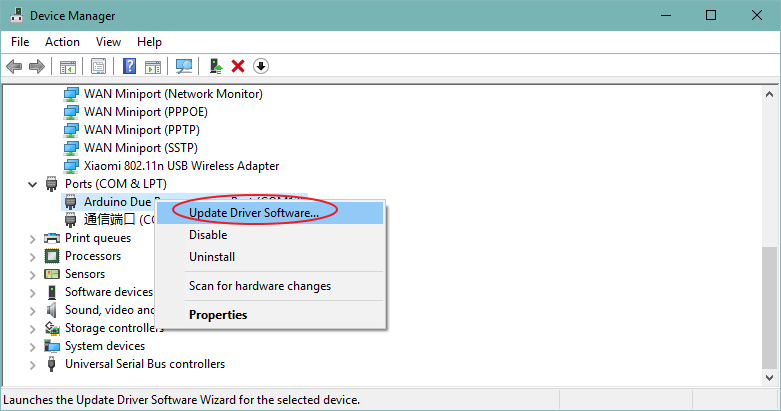 Device Manager
File Action View Help
WAN Miniport (Network Monitor)
WAN Miniport (PPPOE)
WAN Miniport (PPTP)
WAN Miniport (SSTP)
Xiaomi 802.11n USB Wireless Adapter
Ports (COM & LPT)
Arduino Due
通信端口 (CO
Print queues
Processors
Sensors
Software devices
Sound, video and
Storage controllers
System devices
Universal Serial Bus controllers
Update Driver Software...
Disable
Uninstall
Scan for hardware changes
Properties
Launches the Update Driver Software Wizard for the selected device.